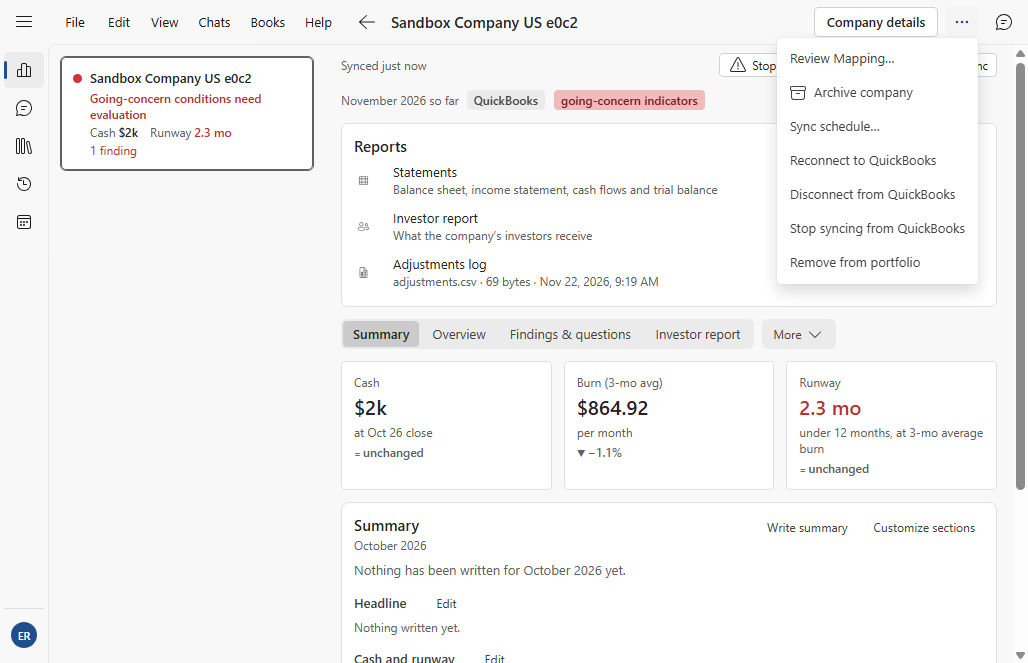 File Edit View Chats Books Help Sandbox Company US e0c2 Company details
Sandbox Company US e0c2
Going-concern conditions need
evaluation
Cash $2k Runway 2.3 mo
1 finding
Synced just now
Stop
nc
November 2026 so far QuickBooks going-concern indicators
Review Mapping...
Archive company
Sync schedule...
Reconnect to QuickBooks
Disconnect from QuickBooks
Stop syncing from QuickBooks
Remove from portfolio
Reports
Statements
Balance sheet, income statement, cash flows and trial balance
Investor report
What the company’s investors receive
Adjustments log
adjustments.csv · 69 bytes · Nov 22, 2026, 9:19 AM
Summary Overview Findings & questions Investor report More
Cash
$2k
at Oct 26 close
= unchanged
Burn (3-mo avg)
$864.92
per month
▼ −1.1%
Runway
2.3 mo
under 12 months, at 3-mo average
burn
= unchanged
Summary
Write summary Customize sections
October 2026
Nothing has been written for October 2026 yet.
Headline Edit
Nothing written yet.
Cash and runway Edit
ER